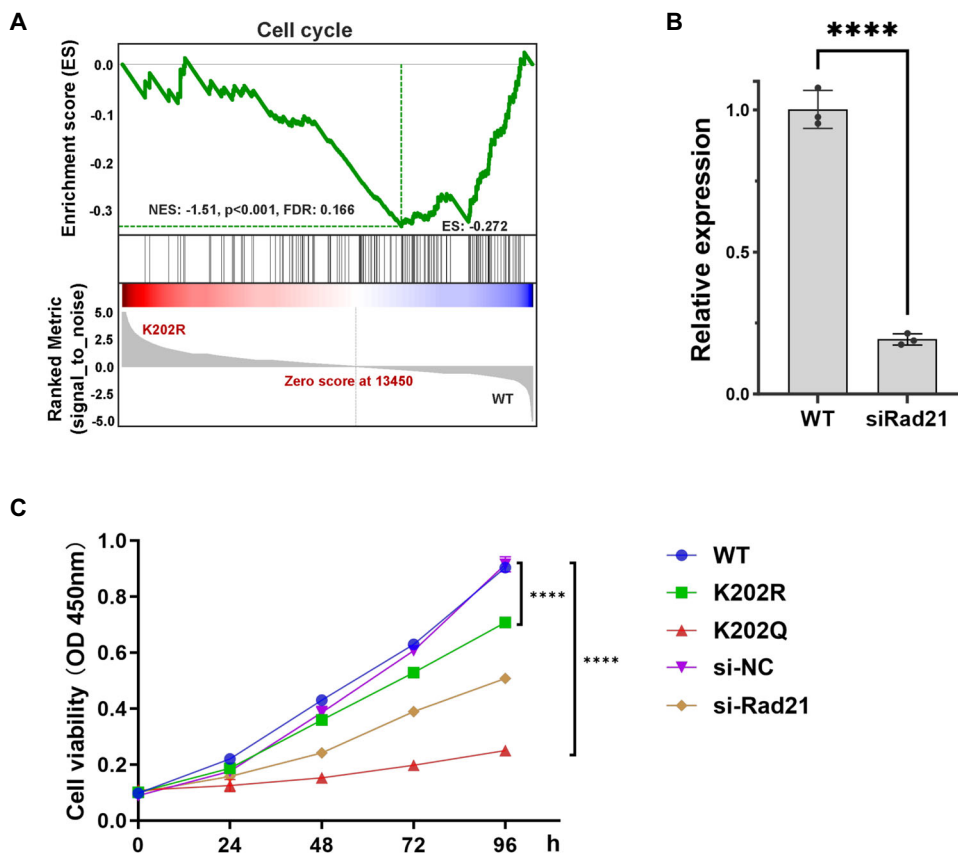 A
Cell cycle
Enrichment score (ES)
0.0
-0.1
-0.2
-0.3
NES: -1.51, p<0.001, FDR: 0.166
ES: -0.272
Ranked Metric
(signal_to_noise)
5.0
2.5
0.0
-2.5
-5.0
K202R
Zero score at 13450
WT
B
****
Relative expression
1.0
0.5
0.0
WT siRad21
C
Cell viability (OD 450nm)
1.0
0.8
0.6
0.4
0.2
0.0
0 24 48 72 96 h
****
****
WT
K202R
K202Q
si-NC
si-Rad21